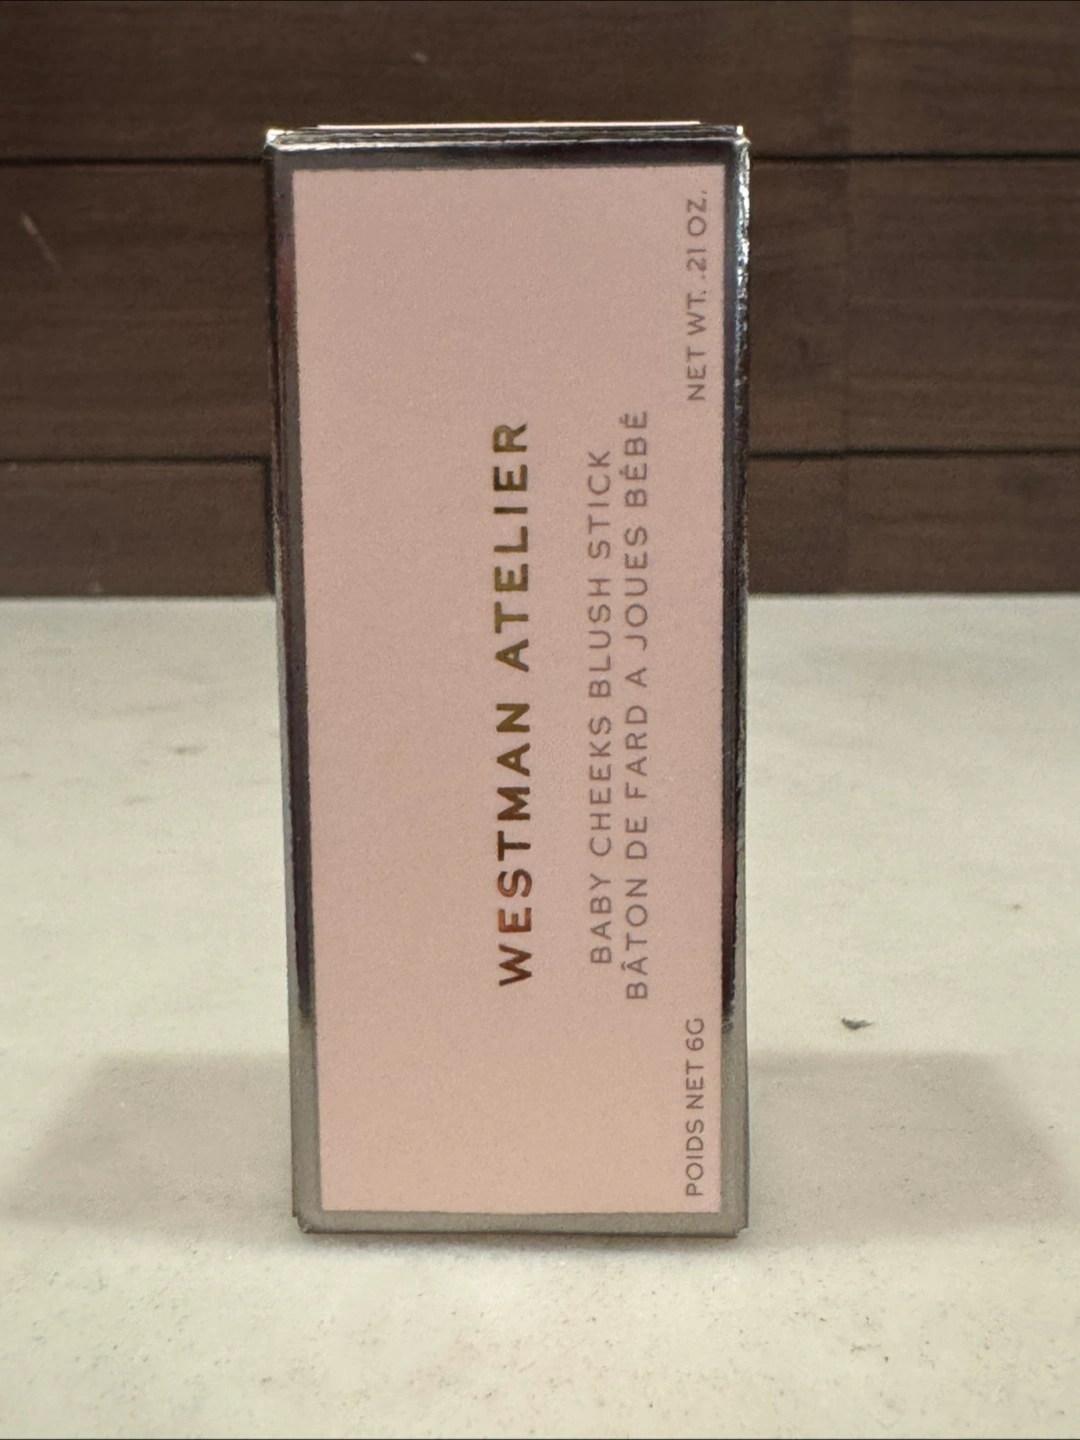 WESTMAN ATELIER
BABY CHEEKS BLUSH STICK
BÂTON DE FARD A JOUES BÉBÉ
POIDS NET 6G
NET WT. .21 OZ.